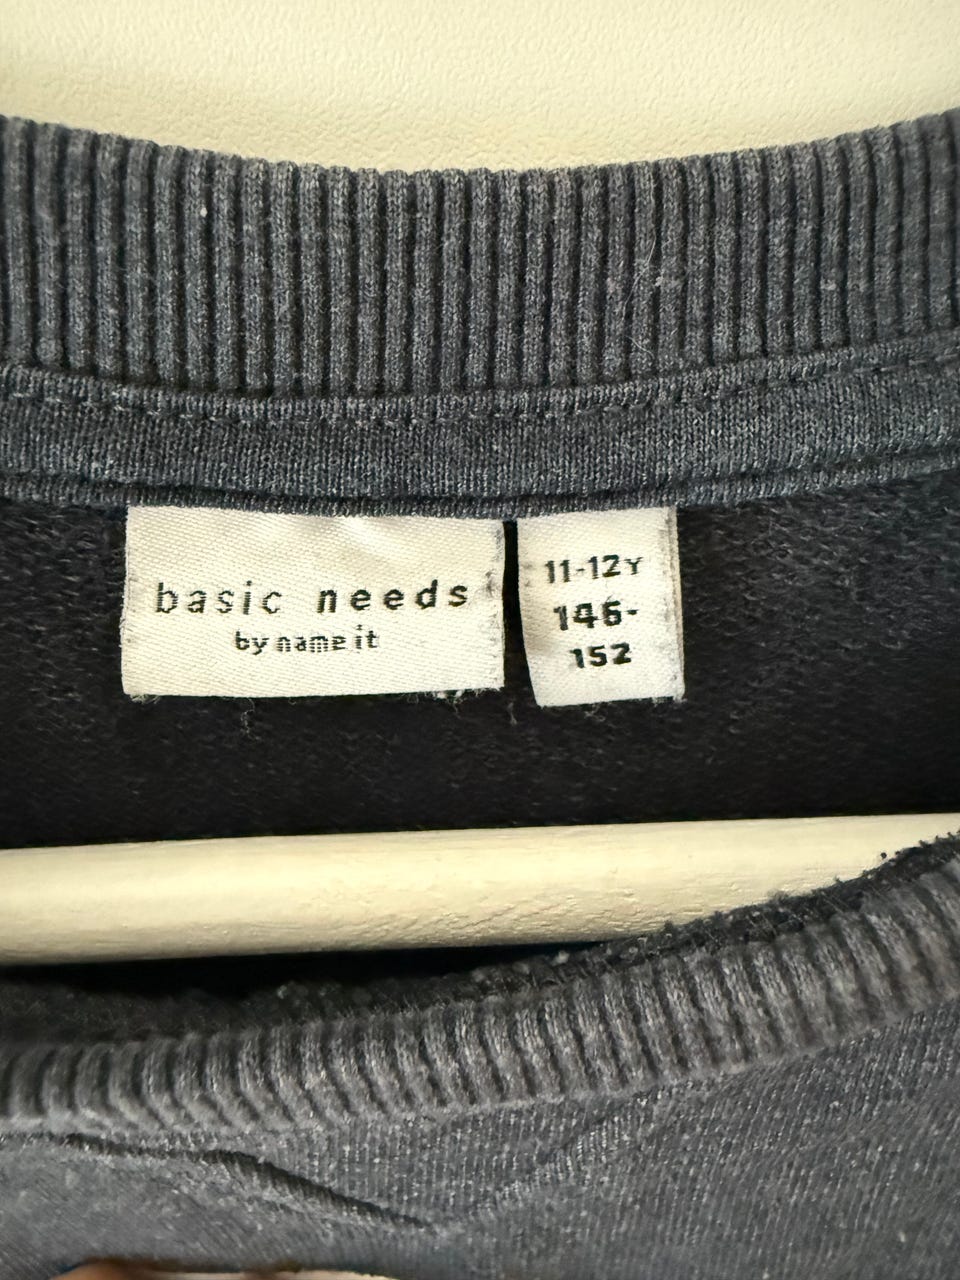 basic needs
by name it
11-12Y
146-
152